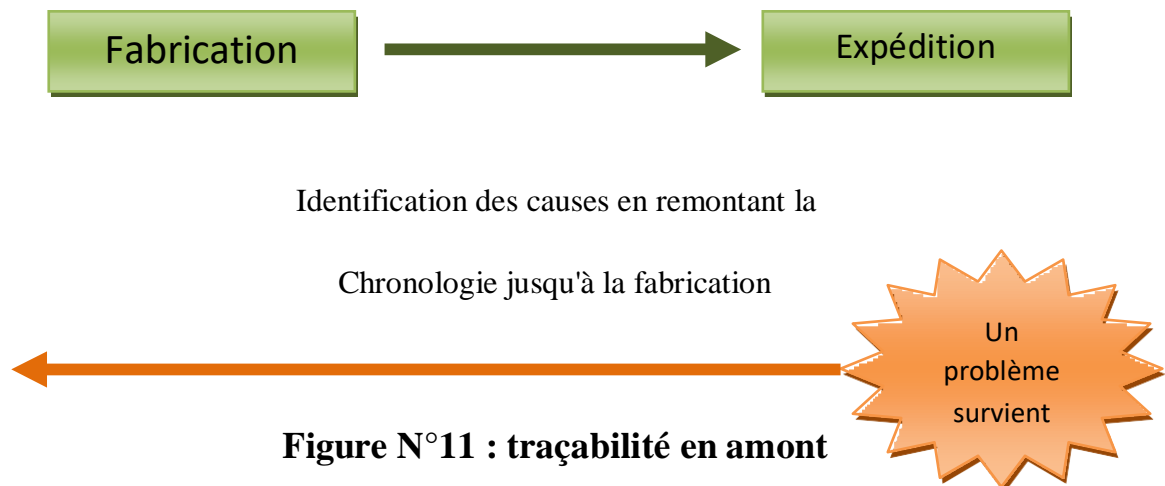 Fabrication
Expédition
Identification des causes en remontant la
Chronologie jusqu'à la fabrication
Un
problème
survient
Figure N°11 : traçabilité en amont